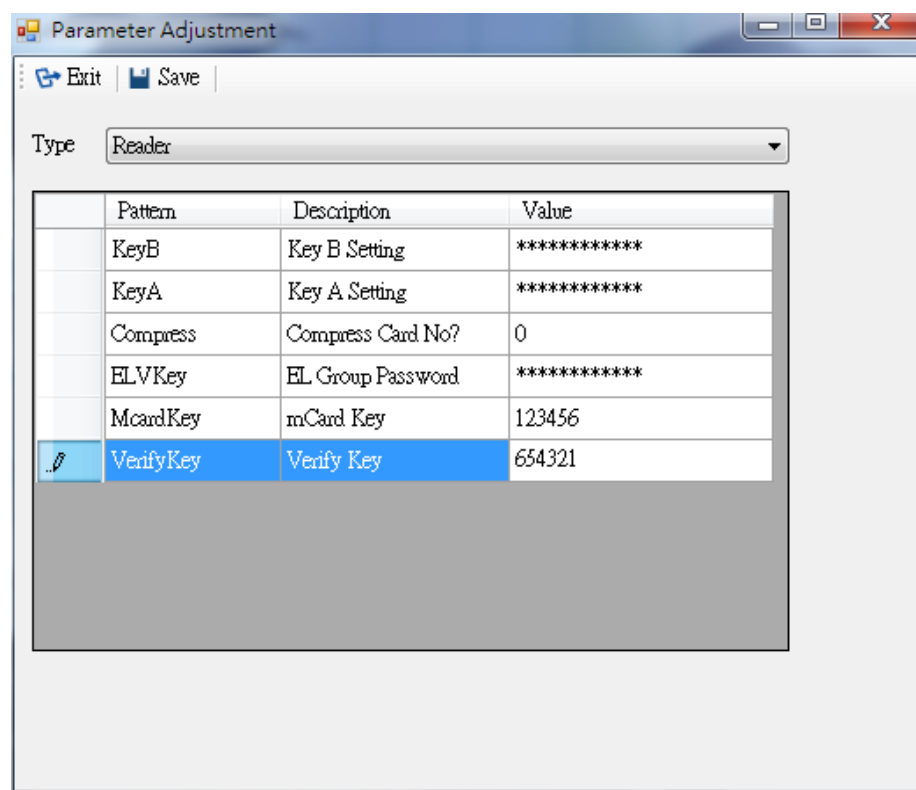 Parameter Adjustment
Exit Save
Type Reader
Pattern Description Value
KeyB Key B Setting ************
KeyA Key A Setting ************
Compress Compress Card No? 0
ELVKey EL Group Password ************
McardKey mCard Key 123456
VerifyKey Verify Key 654321